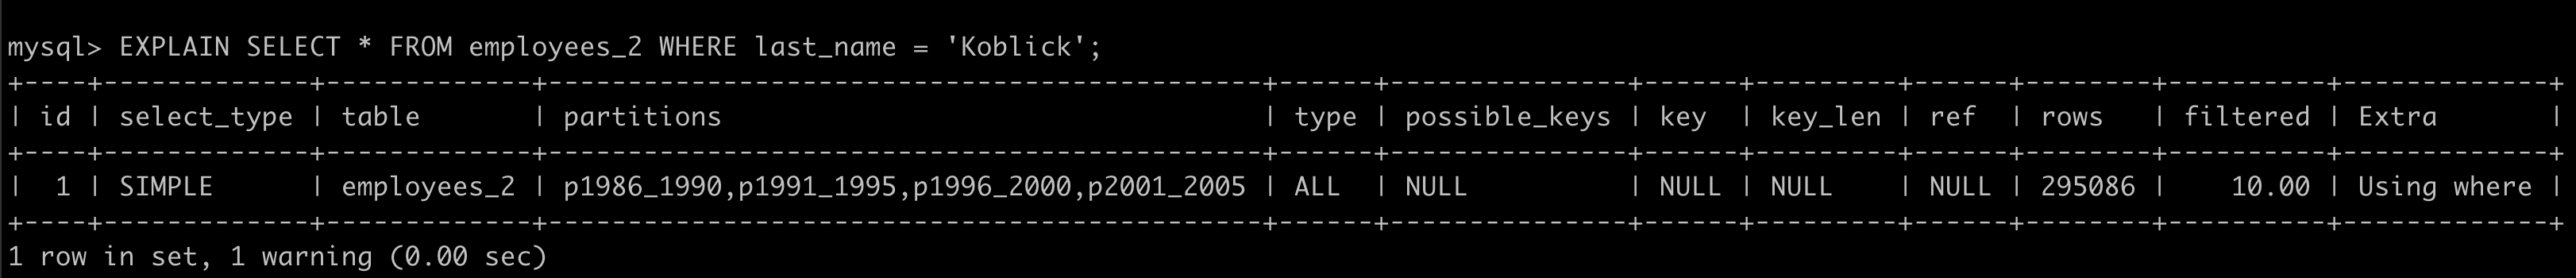 mysql> EXPLAIN SELECT * FROM employees_2 WHERE last_name = 'Koblick';
+----+-------------+-------------+---------------------------------------------+------+---------------+------+---------+------+--------+----------+-------------+
| id | select_type | table       | partitions                                  | type | possible_keys | key  | key_len | ref  | rows   | filtered | Extra       |
+----+-------------+-------------+---------------------------------------------+------+---------------+------+---------+------+--------+----------+-------------+
|  1 | SIMPLE      | employees_2 | p1986_1990,p1991_1995,p1996_2000,p2001_2005 | ALL  | NULL          | NULL | NULL    | NULL | 295086 |    10.00 | Using where |
+----+-------------+-------------+---------------------------------------------+------+---------------+------+---------+------+--------+----------+-------------+
1 row in set, 1 warning (0.00 sec)